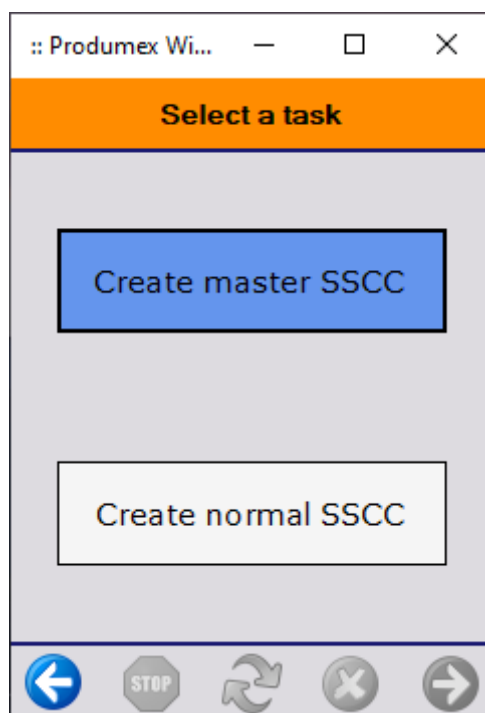 :: Produmex Wi...
Select a task
Create master SSCC
Create normal SSCC
STOP